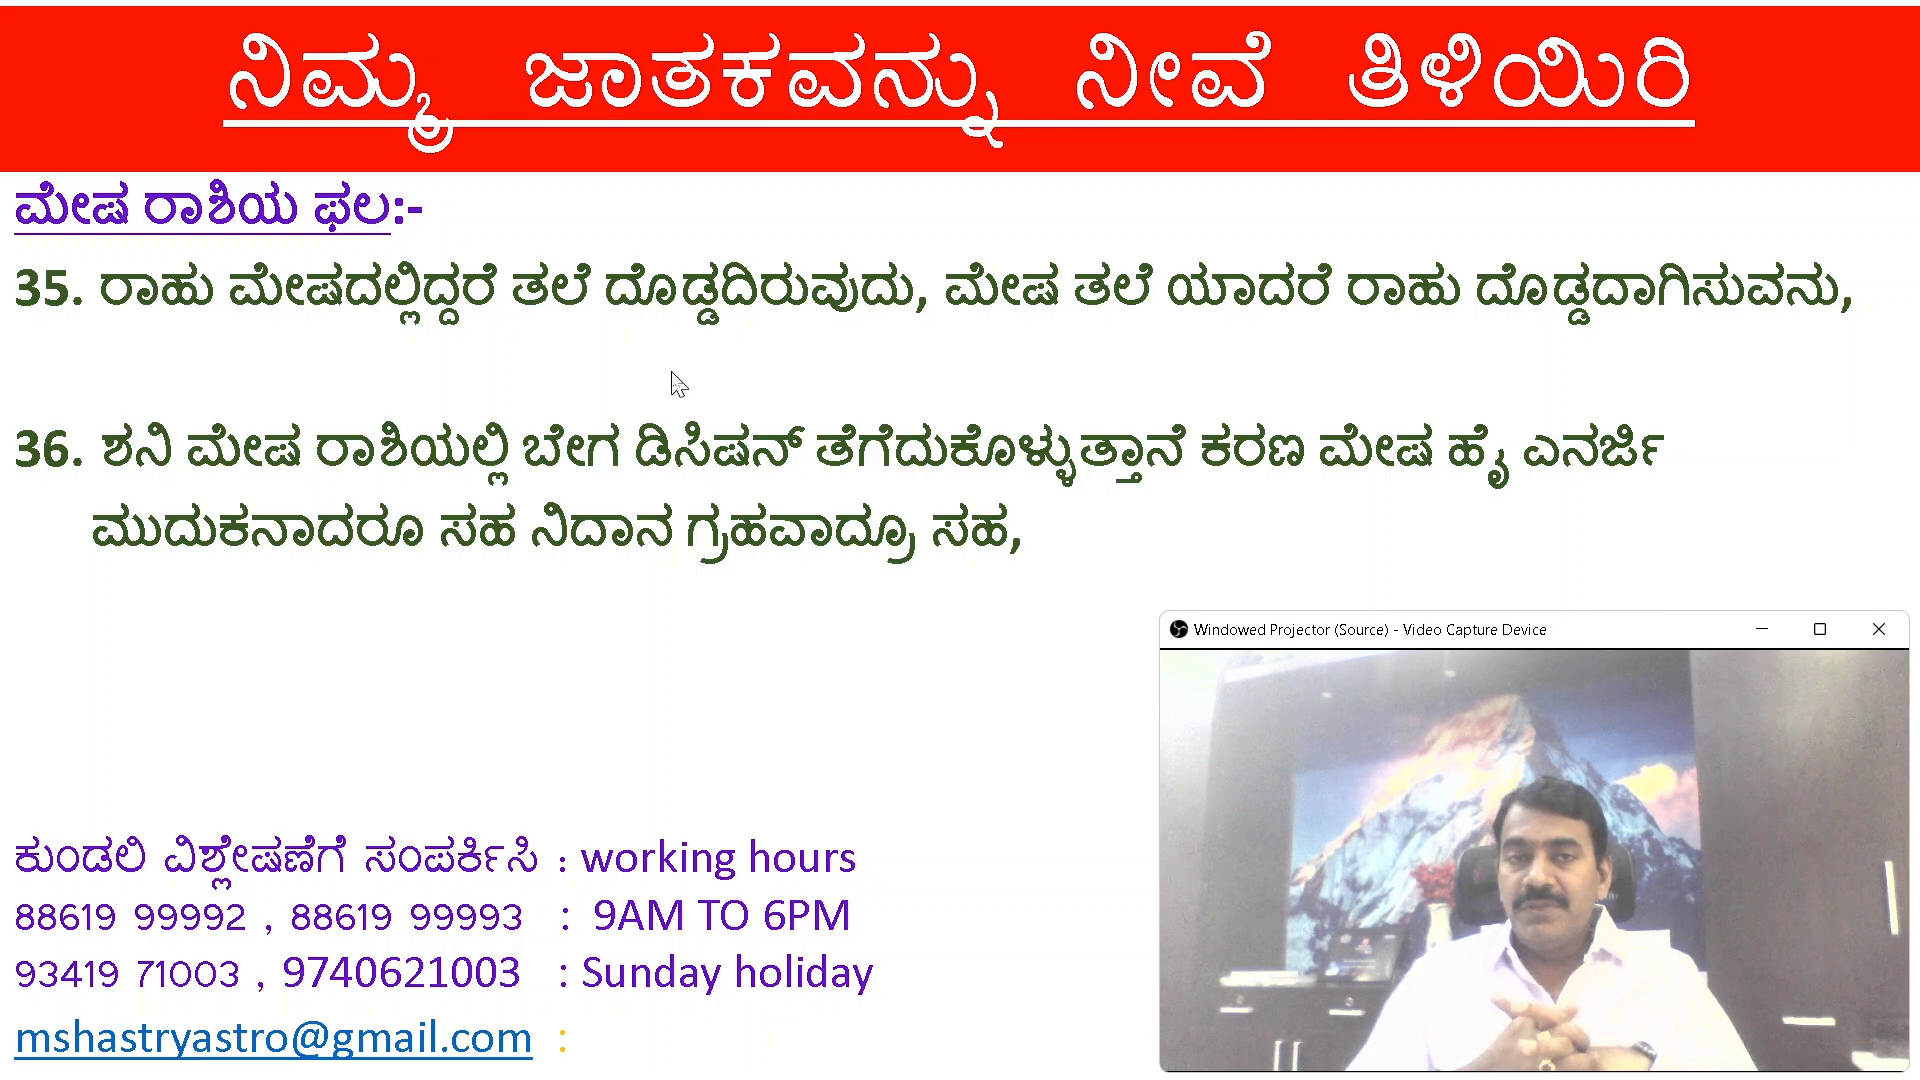 ನಿಮ್ಮ ಜಾತಕವನ್ನು ನೀವೆ ತಿಳಿಯಿರಿ
ಮೇಷ ರಾಶಿಯ ಫಲ:-
35. ರಾಹು ಮೇಷದಲ್ಲಿದ್ದರೆ ತಲೆ ದೊಡ್ಡದಿರುವುದು, ಮೇಷ ತಲೆ ಯಾದರೆ ರಾಹು ದೊಡ್ಡದಾಗಿಸುವನು,
36. ಶನಿ ಮೇಷ ರಾಶಿಯಲ್ಲಿ ಬೇಗ ಡಿಸಿಷನ್ ತೆಗೆದುಕೊಳ್ಳುತ್ತಾನೆ ಕರಣ ಮೇಷ ಹೈ ಎನರ್ಜಿ
ಮುದುಕನಾದರೂ ಸಹ ನಿದಾನ ಗ್ರಹವಾದ್ರೂ ಸಹ,
Windowed Projector (Source) - Video Capture Device
ಕುಂಡಲಿ ವಿಶ್ಲೇಷಣೆಗೆ ಸಂಪರ್ಕಿಸಿ : working hours
88619 99992 , 88619 99993 : 9AM TO 6PM
93419 71003 , 9740621003 : Sunday holiday
mshastryastro@gmail.com :